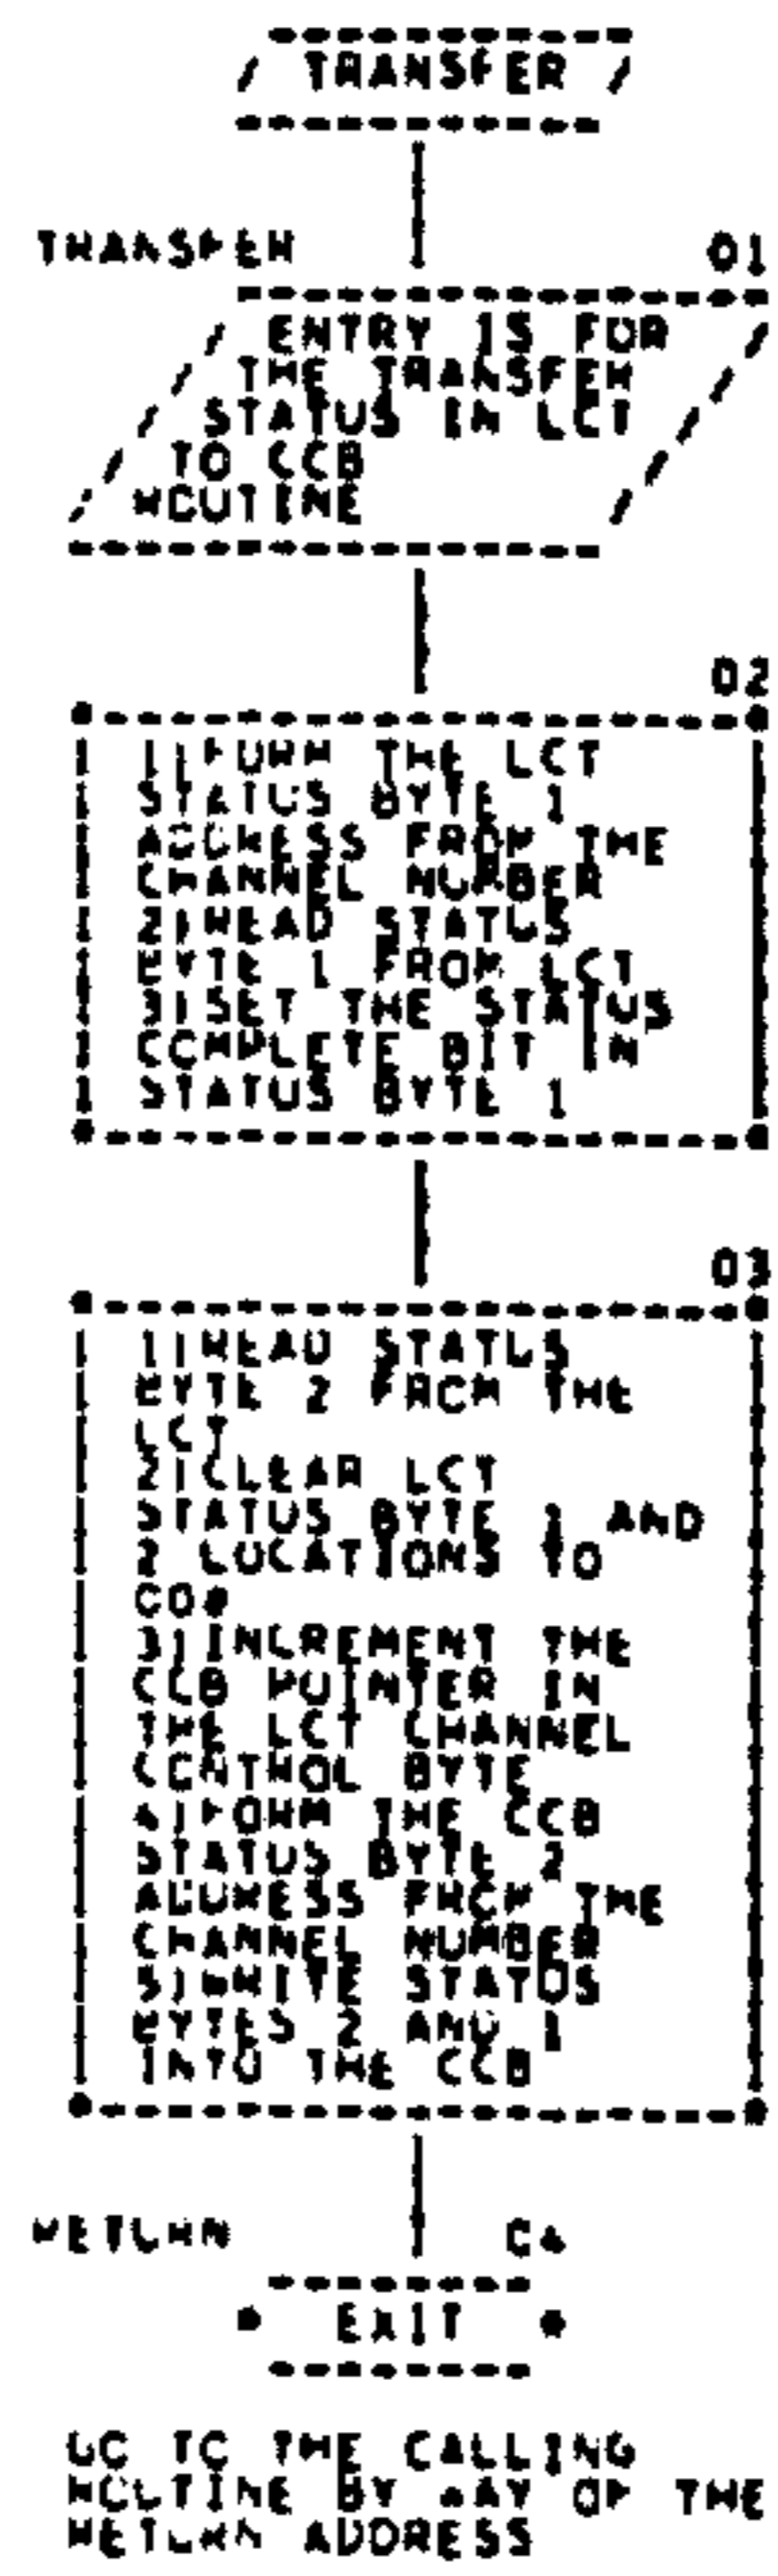 / TRANSFER /
TRANSFER 01
ENTRY IS FOR
THE TRANSFER
STATUS IN LCT
TO CCB
ROUTINE
02
1)FORM THE LCT
STATUS BYTE 1
ADDRESS FROM THE
CHANNEL NUMBER
2)READ STATUS
BYTE 1 FROM LCT
3)SET THE STATUS
COMPLETE BIT IN
STATUS BYTE 1
03
1)READ STATUS
BYTE 2 FROM THE
LCT
2)CLEAR LCT
STATUS BYTE 1 AND
2 LOCATIONS TO
00#
3)INCREMENT THE
CCB POINTER IN
THE LCT CHANNEL
CONTROL BYTE
4)FORM THE CCB
STATUS BYTE 2
ADDRESS FROM THE
CHANNEL NUMBER
5)WRITE STATUS
BYTES 2 AND 1
INTO THE CCB
RETURN 04
* EXIT *
GO TO THE CALLING
ROUTINE BY WAY OF THE
RETURN ADDRESS